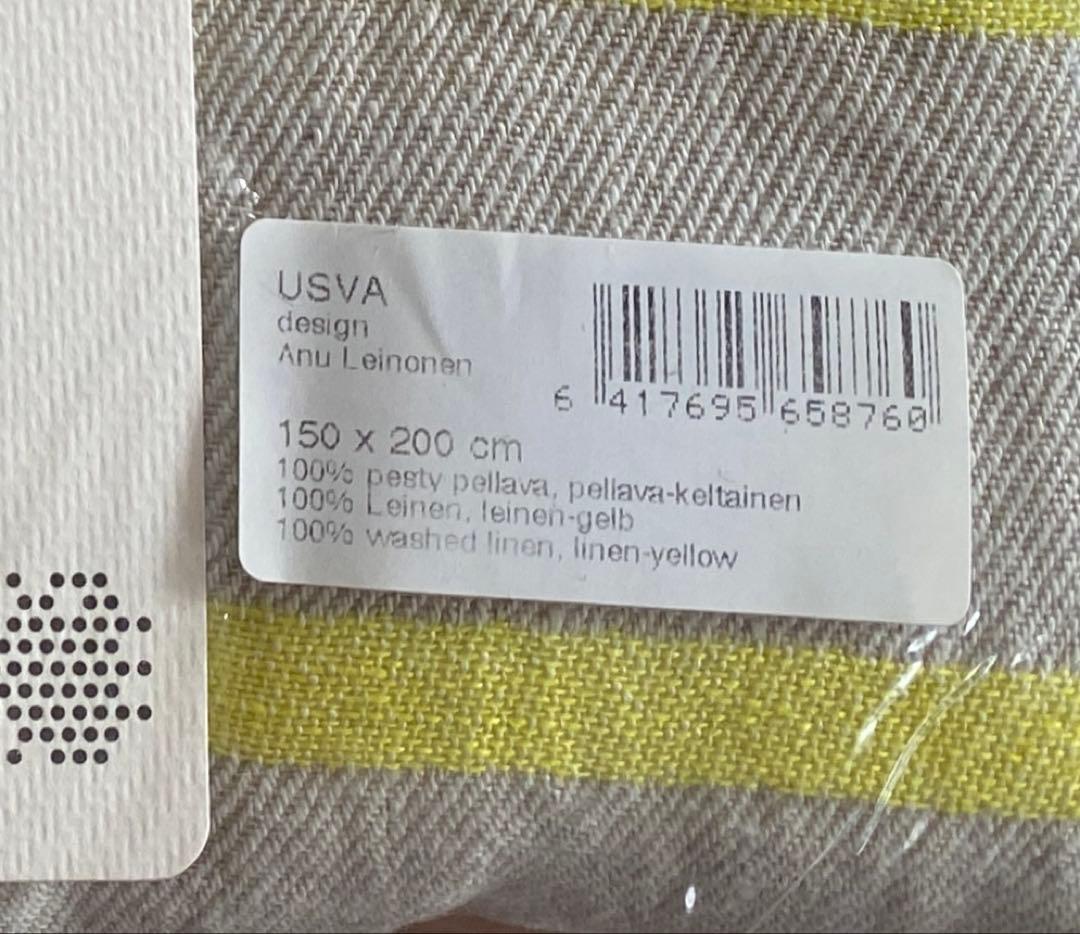 USVA
design
Anu Leinonen
6 417695 658760
150 x 200 cm
100% pesty pellava, pellava-keltainen
100% Leinen, leinen-gelb
100% washed linen, linen-yellow